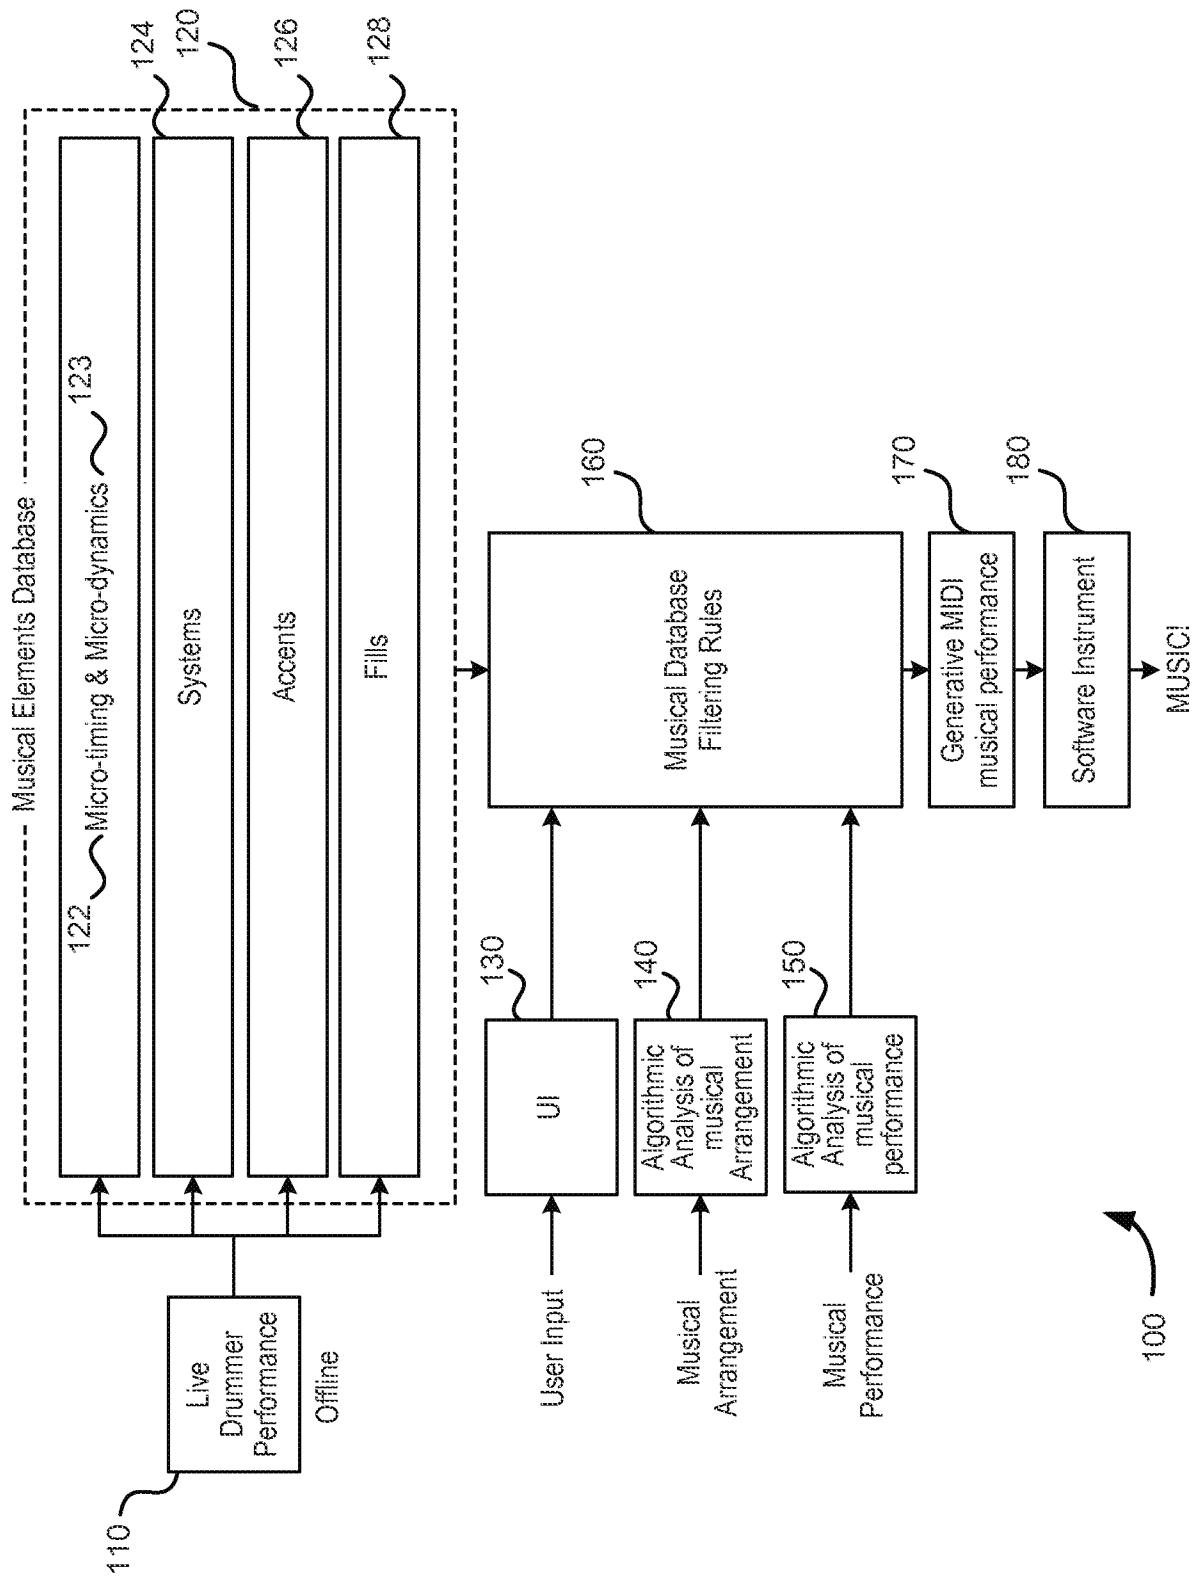 Musical Elements Database
122
Micro-timing & Micro-dynamics
123
124
Systems
120
Accents
126
Fills
128
110
Live
Drummer
Performance
Offline
User Input
UI
130
Musical
Arrangement
Algorithmic
Analysis of
musical
Arrangement
140
Musical
Performance
Algorithmic
Analysis of
musical
performance
150
Musical Database
Filtering Rules
160
Generative MIDI
musical performance
170
Software Instrument
180
MUSIC!
100